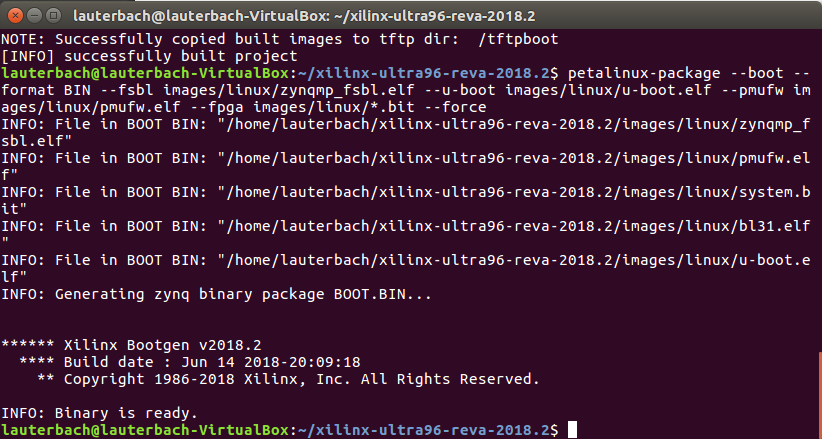 lauterbach@lauterbach-VirtualBox: ~/xilinx-ultra96-reva-2018.2
NOTE: Successfully copied built images to tftp dir:  /tftpboot
[INFO] successfully built project
lauterbach@lauterbach-VirtualBox:~/xilinx-ultra96-reva-2018.2$ petalinux-package --boot --
format BIN --fsbl images/linux/zynqmp_fsbl.elf --u-boot images/linux/u-boot.elf --pmufw im
ages/linux/pmufw.elf --fpga images/linux/*.bit --force
INFO: File in BOOT BIN: "/home/lauterbach/xilinx-ultra96-reva-2018.2/images/linux/zynqmp_f
sbl.elf"
INFO: File in BOOT BIN: "/home/lauterbach/xilinx-ultra96-reva-2018.2/images/linux/pmufw.el
f"
INFO: File in BOOT BIN: "/home/lauterbach/xilinx-ultra96-reva-2018.2/images/linux/system.b
it"
INFO: File in BOOT BIN: "/home/lauterbach/xilinx-ultra96-reva-2018.2/images/linux/bl31.elf
"
INFO: File in BOOT BIN: "/home/lauterbach/xilinx-ultra96-reva-2018.2/images/linux/u-boot.e
lf"
INFO: Generating zynq binary package BOOT.BIN...
****** Xilinx Bootgen v2018.2
  **** Build date : Jun 14 2018-20:09:18
    ** Copyright 1986-2018 Xilinx, Inc. All Rights Reserved.
INFO: Binary is ready.
lauterbach@lauterbach-VirtualBox:~/xilinx-ultra96-reva-2018.2$